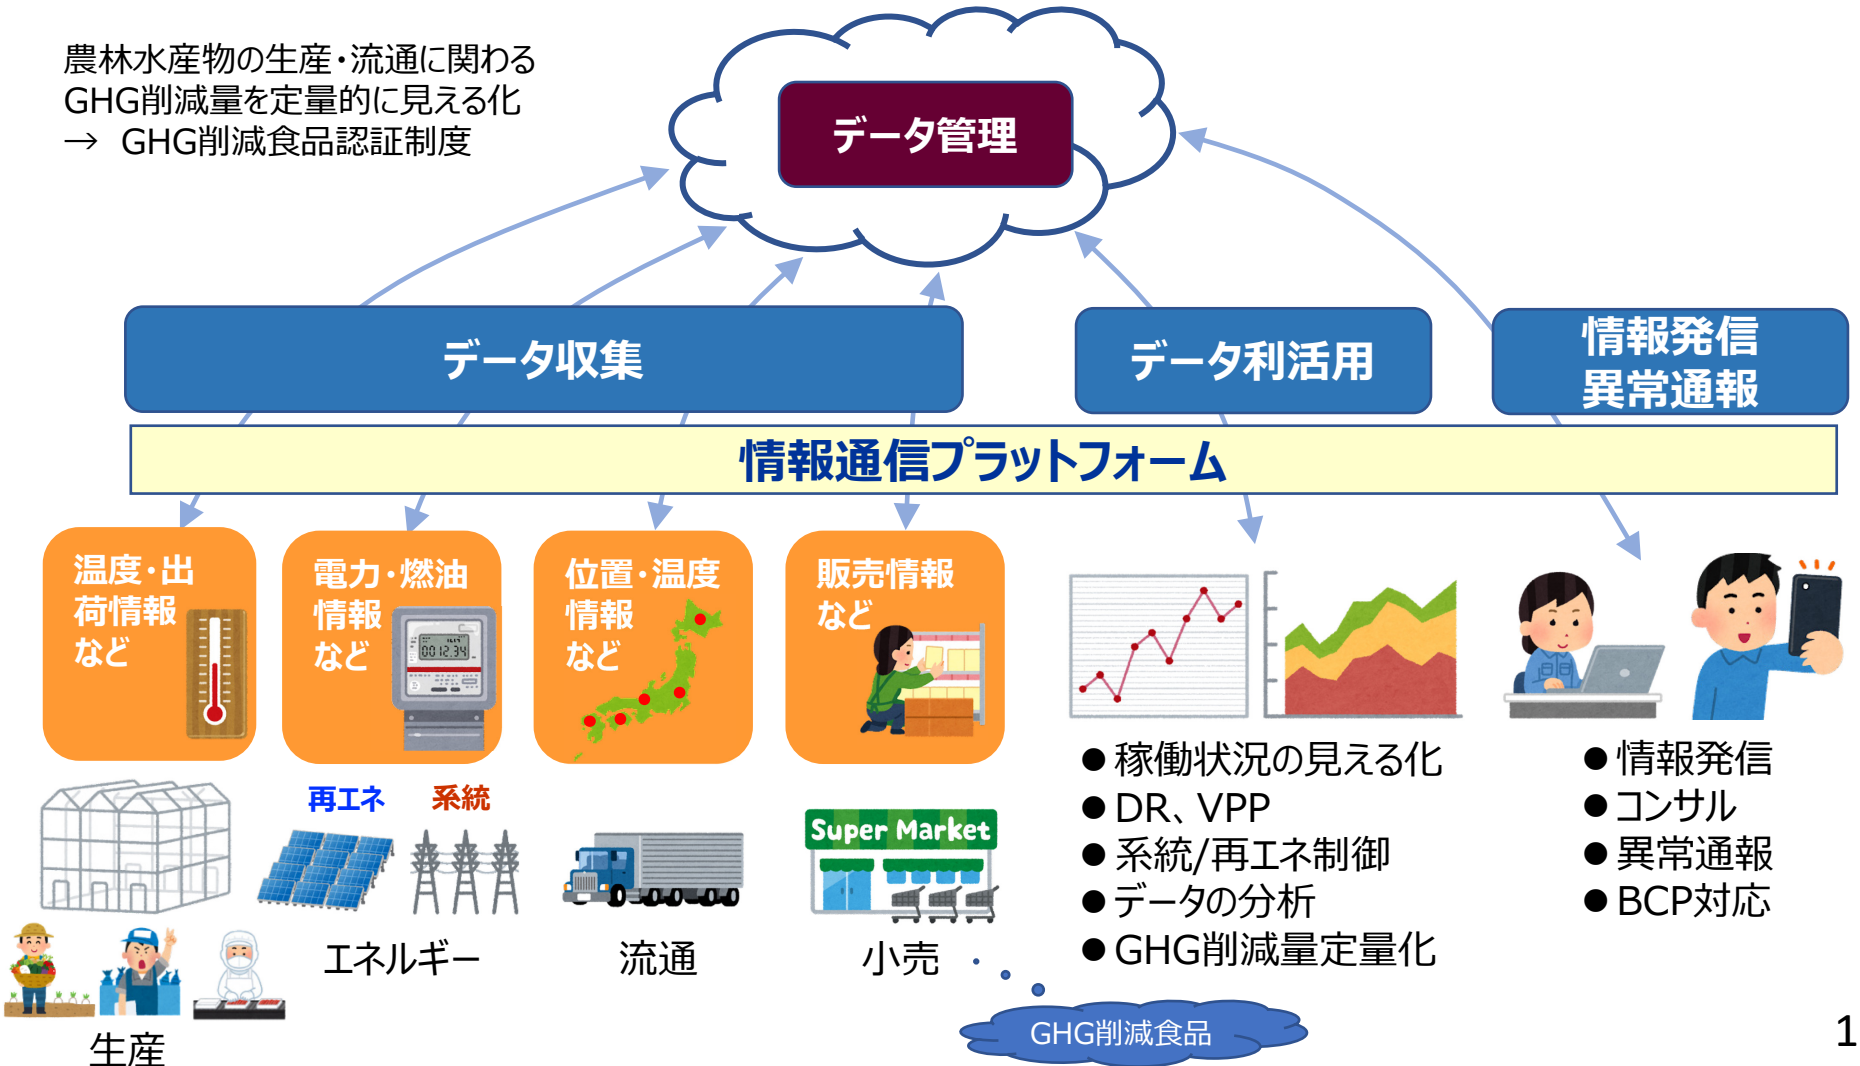 農林水産物の生産・流通に関わる
GHG削減量を定量的に見える化
→ GHG削減食品認証制度
データ管理
データ収集
データ利活用
情報発信
異常通報
情報通信プラットフォーム
温度・出
荷情報
など
電力・燃油
情報
など
0012.34
位置・温度
情報
など
販売情報
など
再エネ
系統
Super Market
生産
エネルギー
流通
小売
GHG削減食品
●稼働状況の見える化
●DR、VPP
●系統/再エネ制御
●データの分析
●GHG削減量定量化
●情報発信
●コンサル
●異常通報
●BCP対応
1